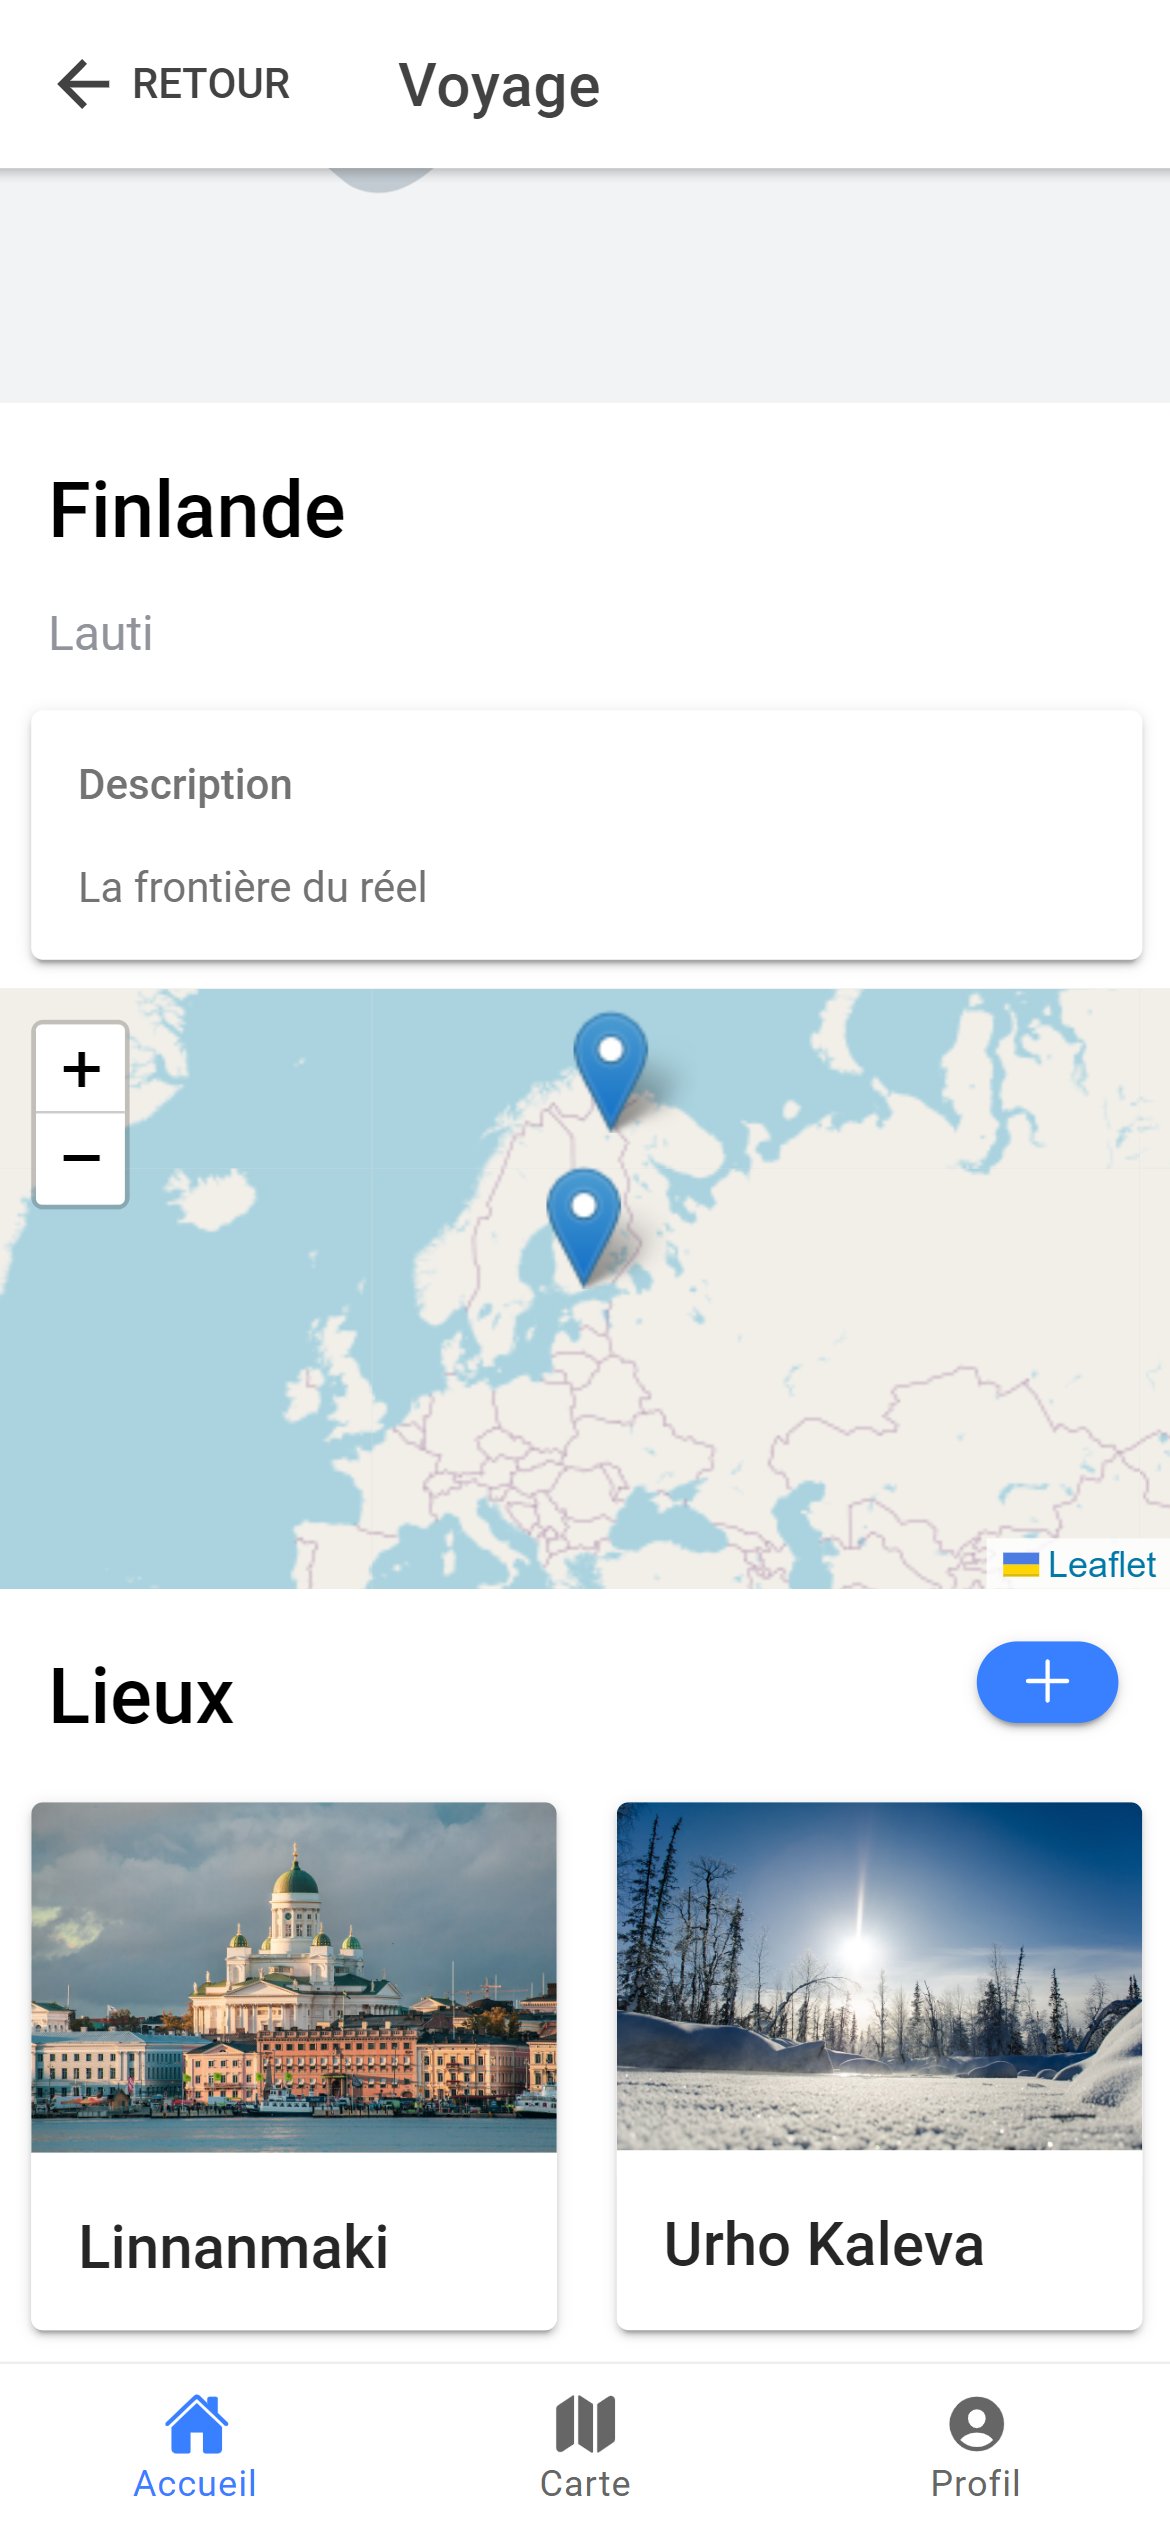 RETOUR Voyage
Finlande
Lauti
Description
La frontière du réel
+
−
Leaflet
Lieux
+
Linnanmaki
Urho Kaleva
Accueil
Carte
Profil